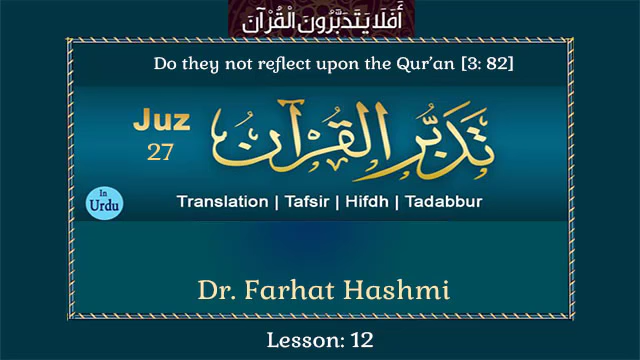 أَفَلَا يَتَدَبَّرُونَ الْقُرْآنَ
Do they not reflect upon the Qur’an [3: 82]
Juz
27
تَدَبُّرُ الْقُرْآن
In
Urdu
Translation | Tafsir | Hifdh | Tadabbur
Dr. Farhat Hashmi
Lesson: 12